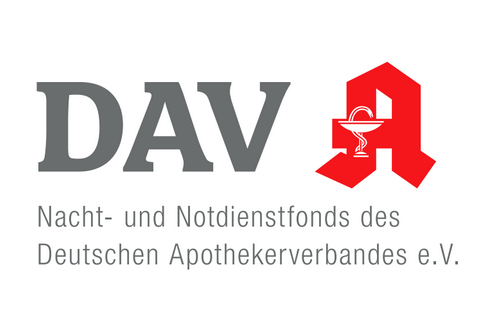 DAV
Nacht- und Notdienstfonds des
Deutschen Apothekerverbandes e.V.